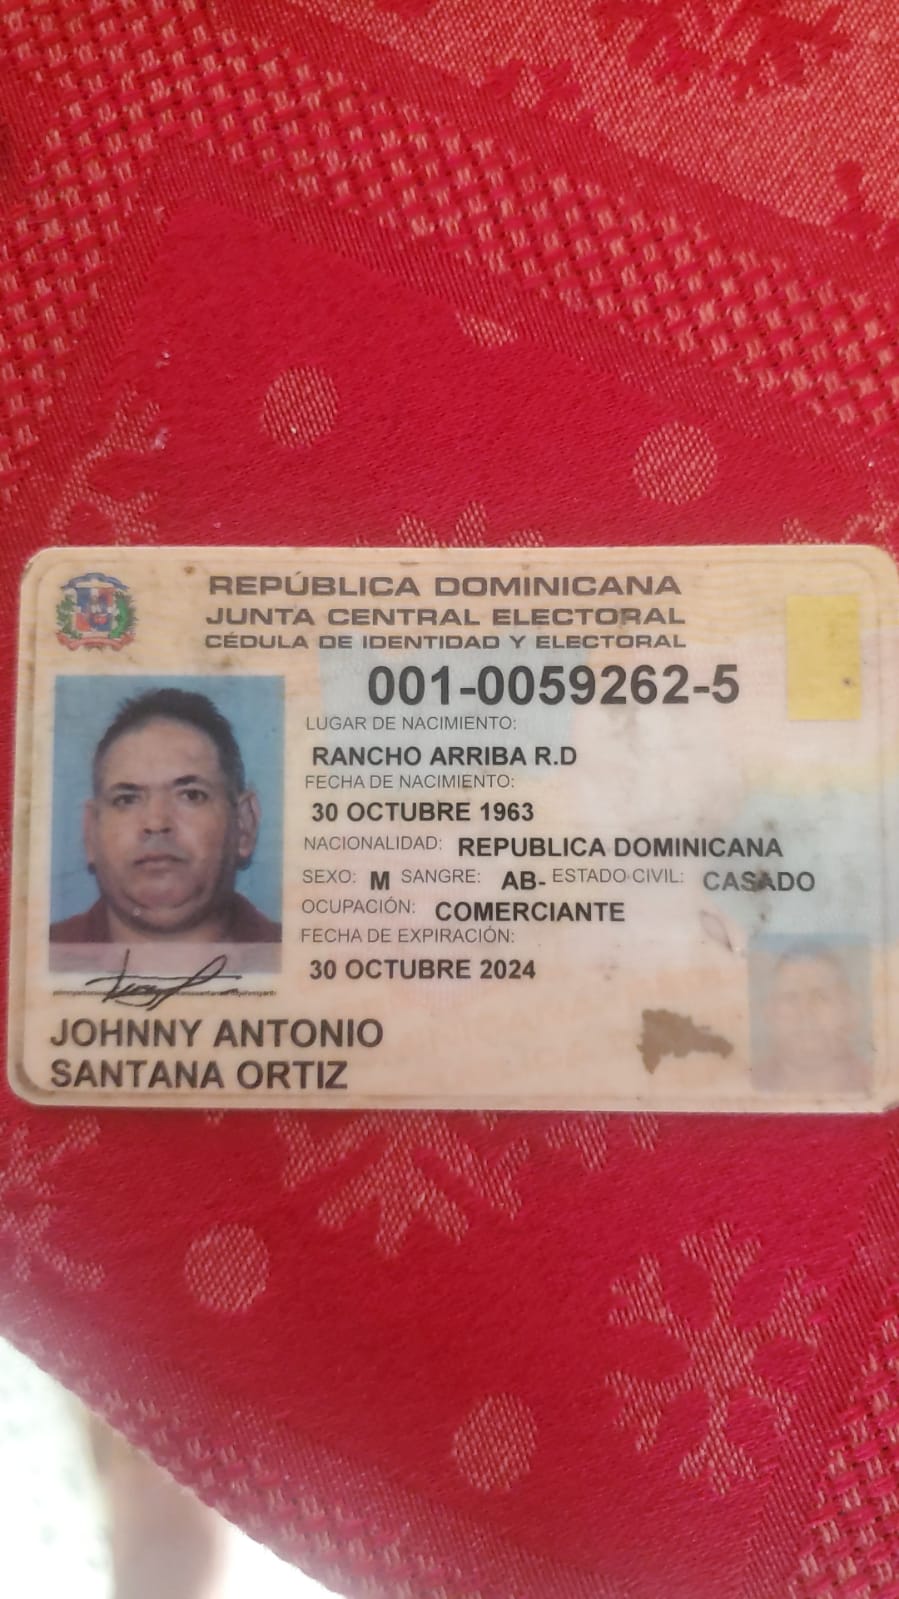 REPÚBLICA DOMINICANA
JUNTA CENTRAL ELECTORAL
CÉDULA DE IDENTIDAD Y ELECTORAL
001-0059262-5
LUGAR DE NACIMIENTO:
RANCHO ARRIBA R.D
FECHA DE NACIMIENTO:
30 OCTUBRE 1963
NACIONALIDAD: REPUBLICA DOMINICANA
SEXO: M SANGRE: AB- ESTADO CIVIL: CASADO
OCUPACIÓN: COMERCIANTE
FECHA DE EXPIRACIÓN:
30 OCTUBRE 2024
JOHNNY ANTONIO
SANTANA ORTIZ